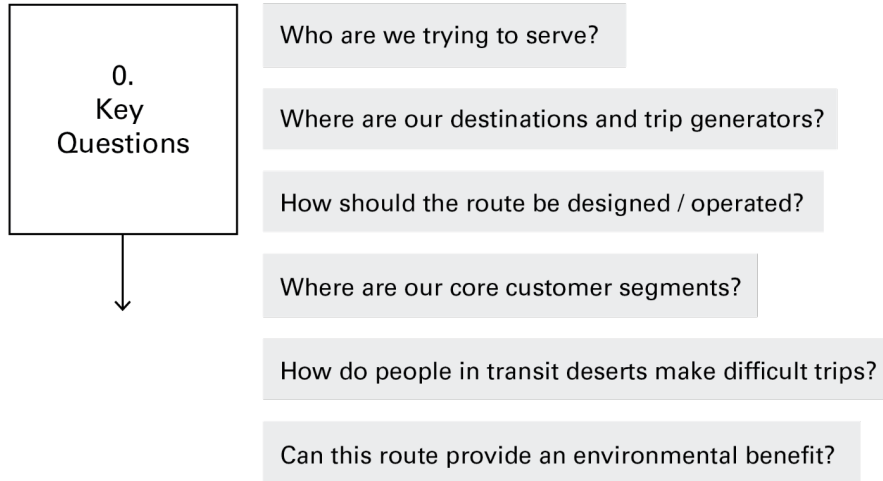 0.
Key
Questions
Who are we trying to serve?
Where are our destinations and trip generators?
How should the route be designed / operated?
Where are our core customer segments?
How do people in transit deserts make difficult trips?
Can this route provide an environmental benefit?